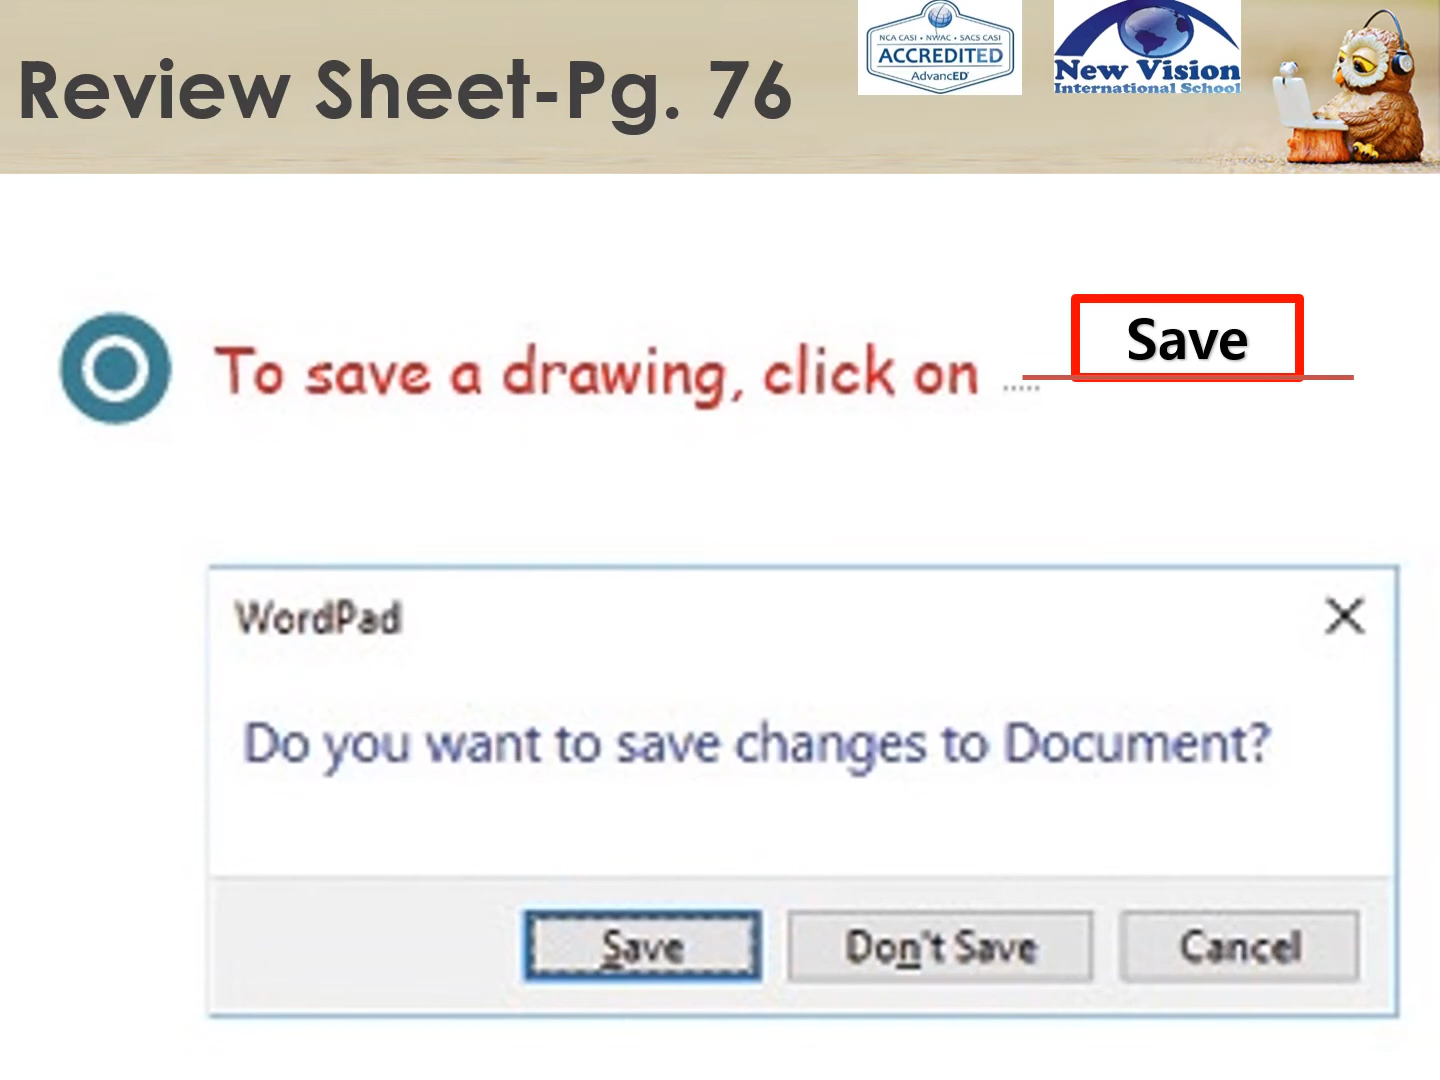 Review Sheet-Pg. 76
NCA CASI • NWAC • SACS CASI
ACCREDITED
AdvancED
New Vision
International School
To save a drawing, click on ..... Save
WordPad
Do you want to save changes to Document?
Save Don't Save Cancel